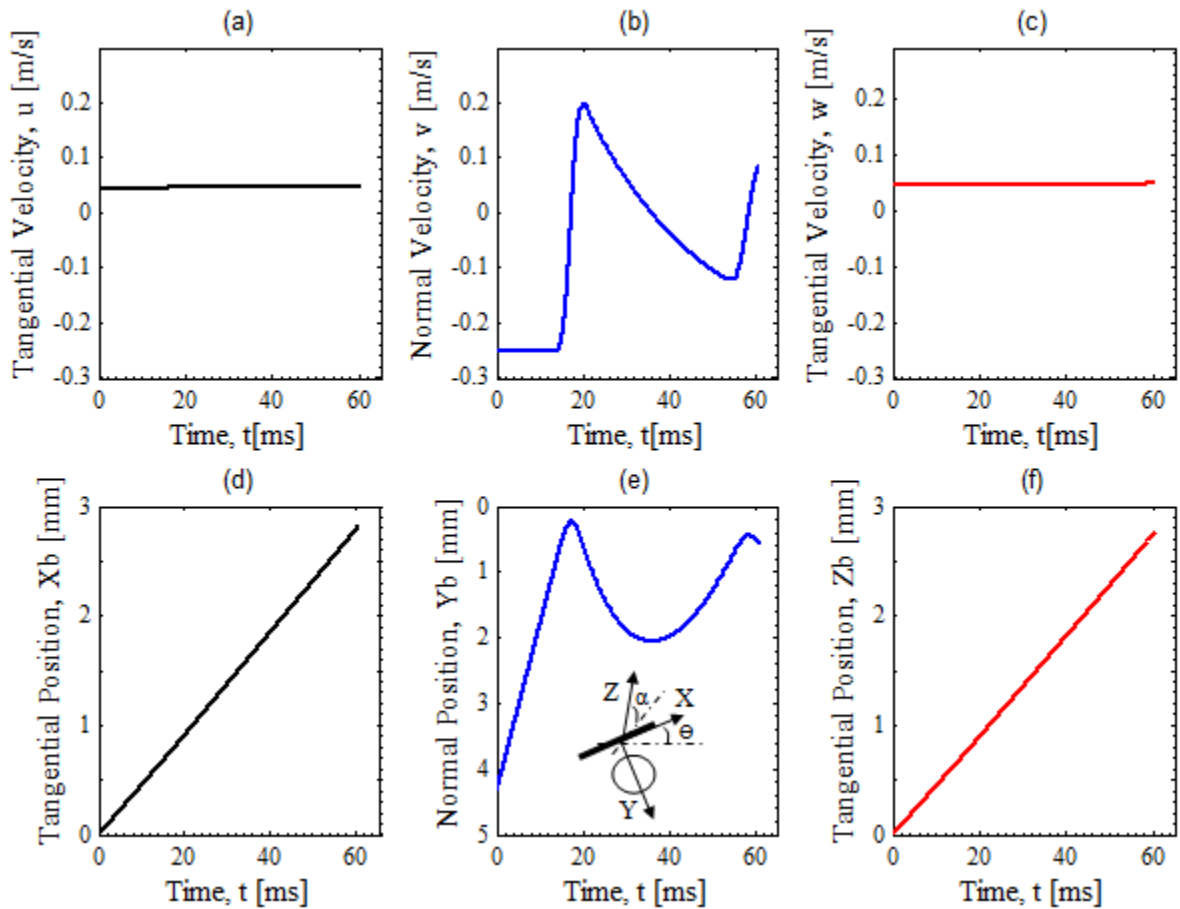 (a)
(b)
(c)
Tangential Velocity, u [m/s]
0.2
0.1
0
-0.1
-0.2
-0.3
0 20 40 60
Time, t[ms]
Normal Velocity, v [m/s]
0.2
0.1
0
-0.1
-0.2
-0.3
0 20 40 60
Time, t[ms]
Tangential Velocity, w [m/s]
0.2
0.1
0
-0.1
-0.2
-0.3
0 20 40 60
Time, t[ms]
(d)
(e)
(f)
Tangential Position, Xb [mm]
3
2
1
0
0 20 40 60
Time, t [ms]
Normal Position, Yb [mm]
0
1
2
3
4
5
Z α X
θ
Y
0 20 40 60
Time, t [ms]
Tangential Position, Zb [mm]
3
2
1
0
0 20 40 60
Time, t [ms]